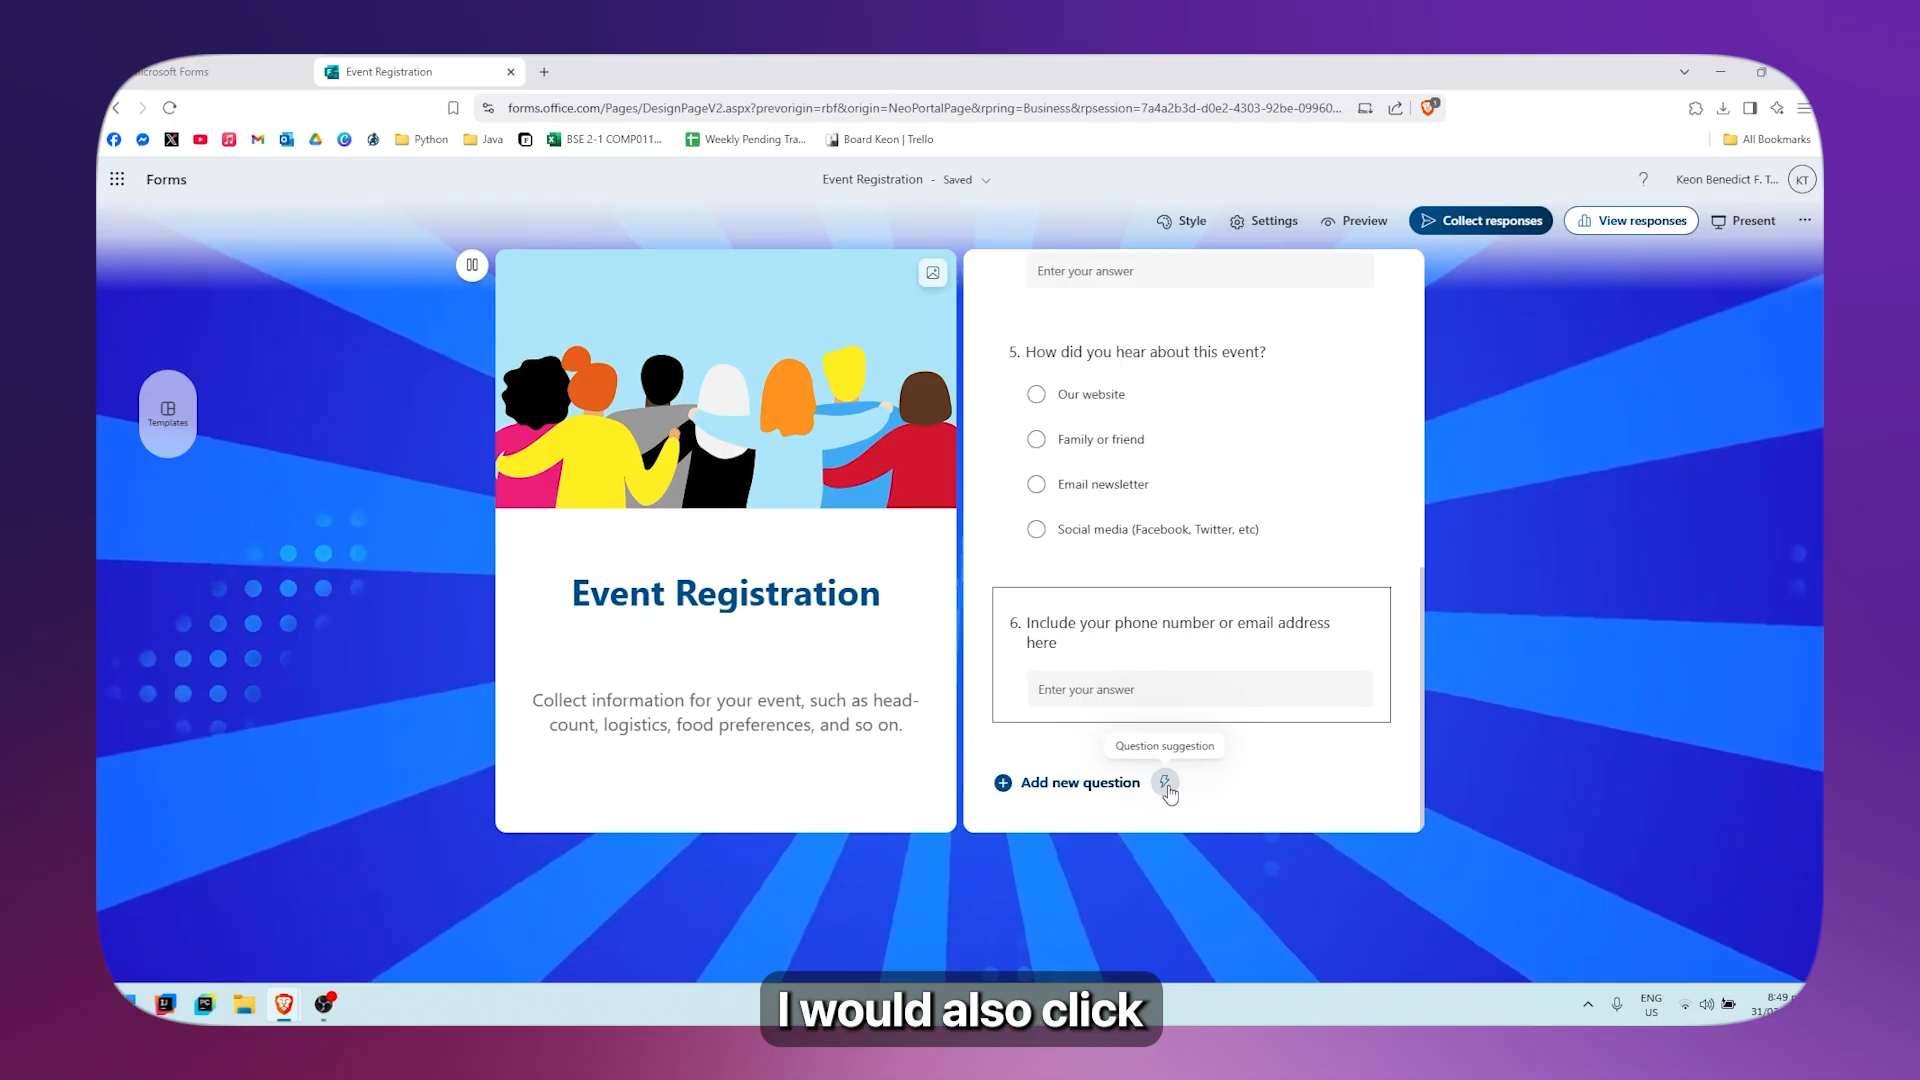 icrosoft Forms
Event Registration
forms.office.com/Pages/DesignPageV2.aspx?prevorigin=rbf&origin=NeoPortalPage&rpring=Business&rpsession=7a4a2b3d-d0e2-4303-92be-09960...
1
Python
Java
BSE 2-1 COMP011...
Weekly Pending Tra...
Board Keon | Trello
All Bookmarks
Forms
Event Registration - Saved
?
Keon Benedict F. T...
KT
Style
Settings
Preview
Collect responses
View responses
Present
Templates
Event Registration
Collect information for your event, such as head-
count, logistics, food preferences, and so on.
Enter your answer
5. How did you hear about this event?
Our website
Family or friend
Email newsletter
Social media (Facebook, Twitter, etc)
6. Include your phone number or email address
here
Enter your answer
Question suggestion
Add new question
I would also click
ENG
US
8:49